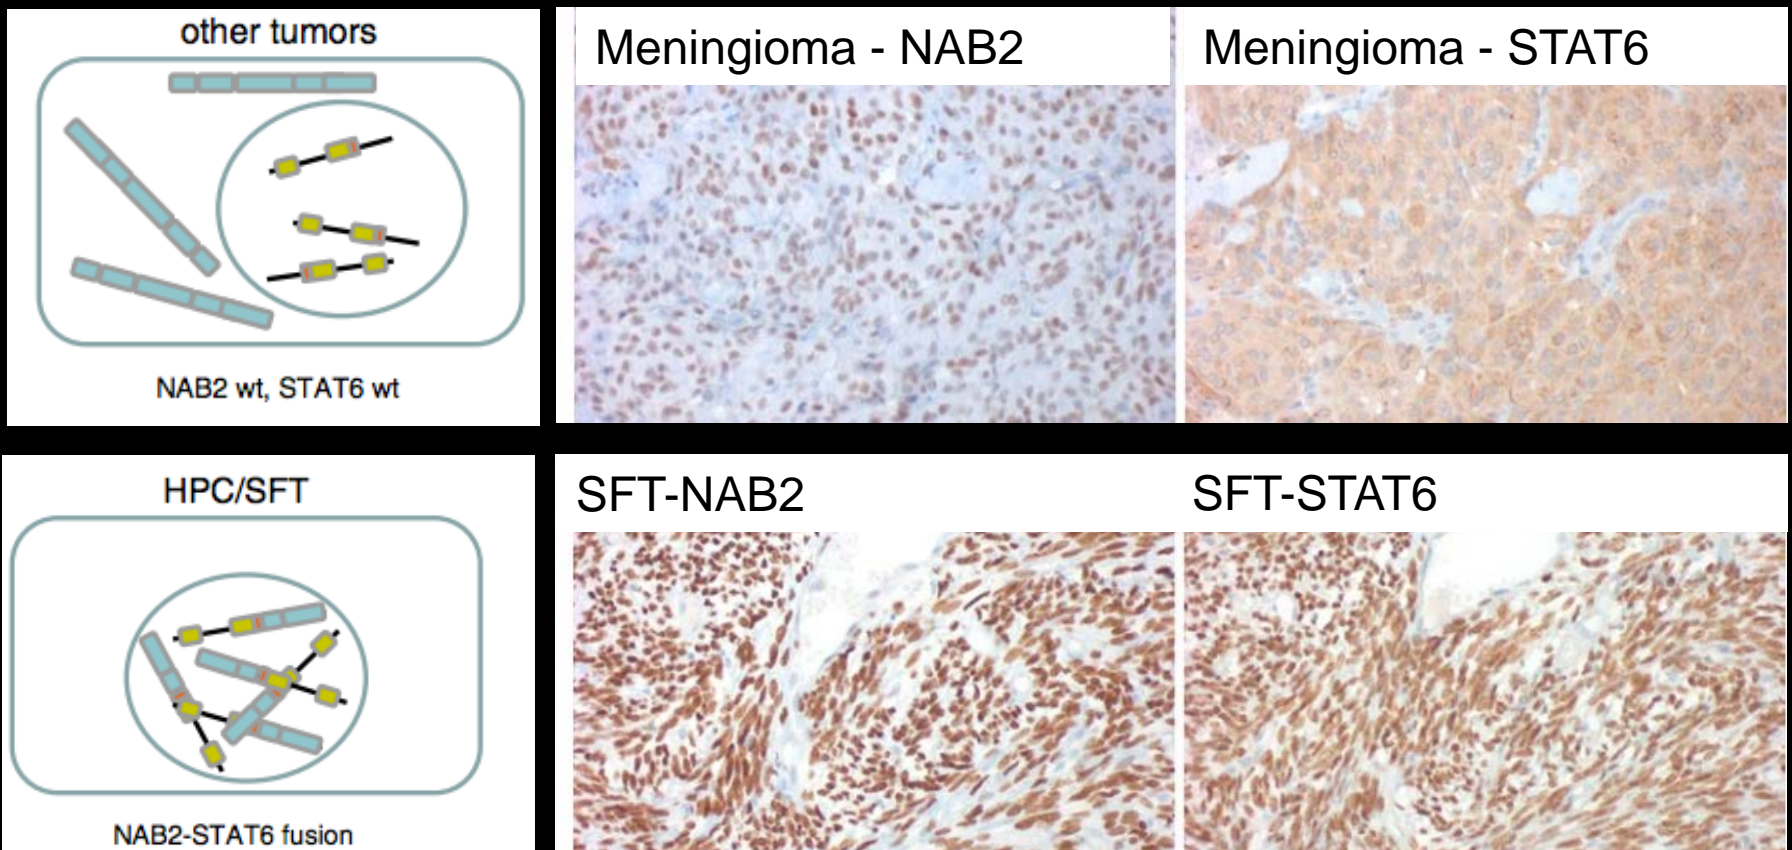 other tumors
NAB2 wt, STAT6 wt
Meningioma - NAB2
Meningioma - STAT6
HPC/SFT
NAB2-STAT6 fusion
SFT-NAB2
SFT-STAT6